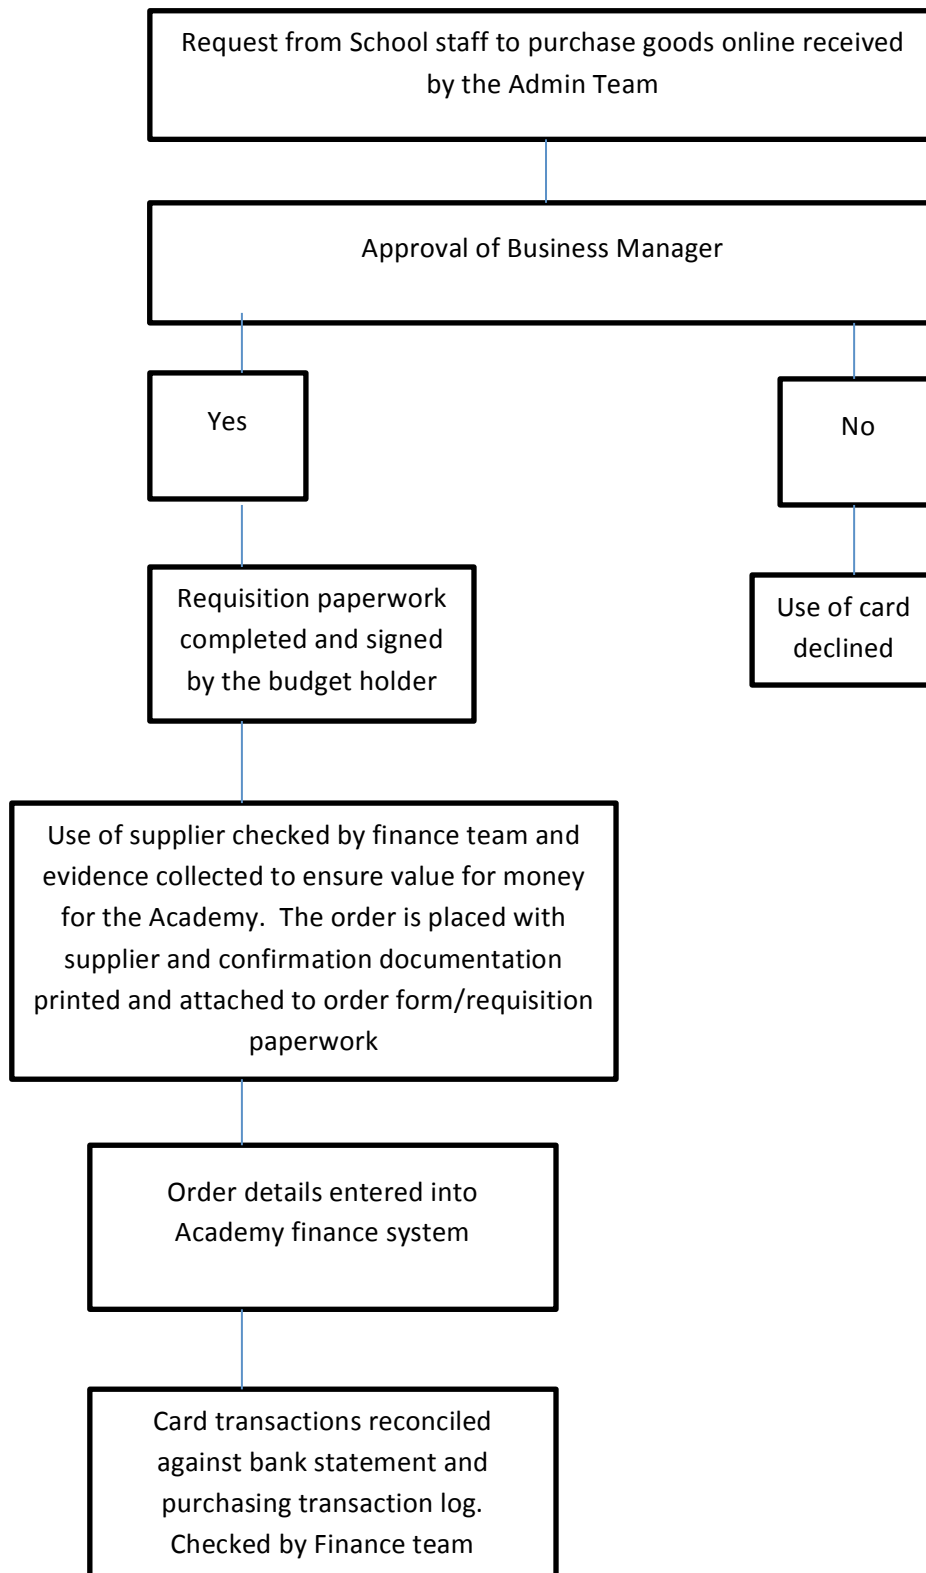 Request from School staff to purchase goods online received
by the Admin Team
Approval of Business Manager
Yes
No
Requisition paperwork
completed and signed
by the budget holder
Use of card
declined
Use of supplier checked by finance team and
evidence collected to ensure value for money
for the Academy.  The order is placed with
supplier and confirmation documentation
printed and attached to order form/requisition
paperwork
Order details entered into
Academy finance system
Card transactions reconciled
against bank statement and
purchasing transaction log.
Checked by Finance team